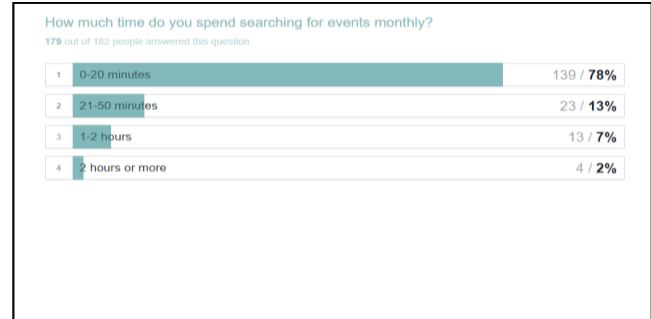 How much time do you spend searching for events monthly?
179 out of 182 people answered this question
1 0-20 minutes 139 / 78%
2 21-50 minutes 23 / 13%
3 1-2 hours 13 / 7%
4 2 hours or more 4 / 2%